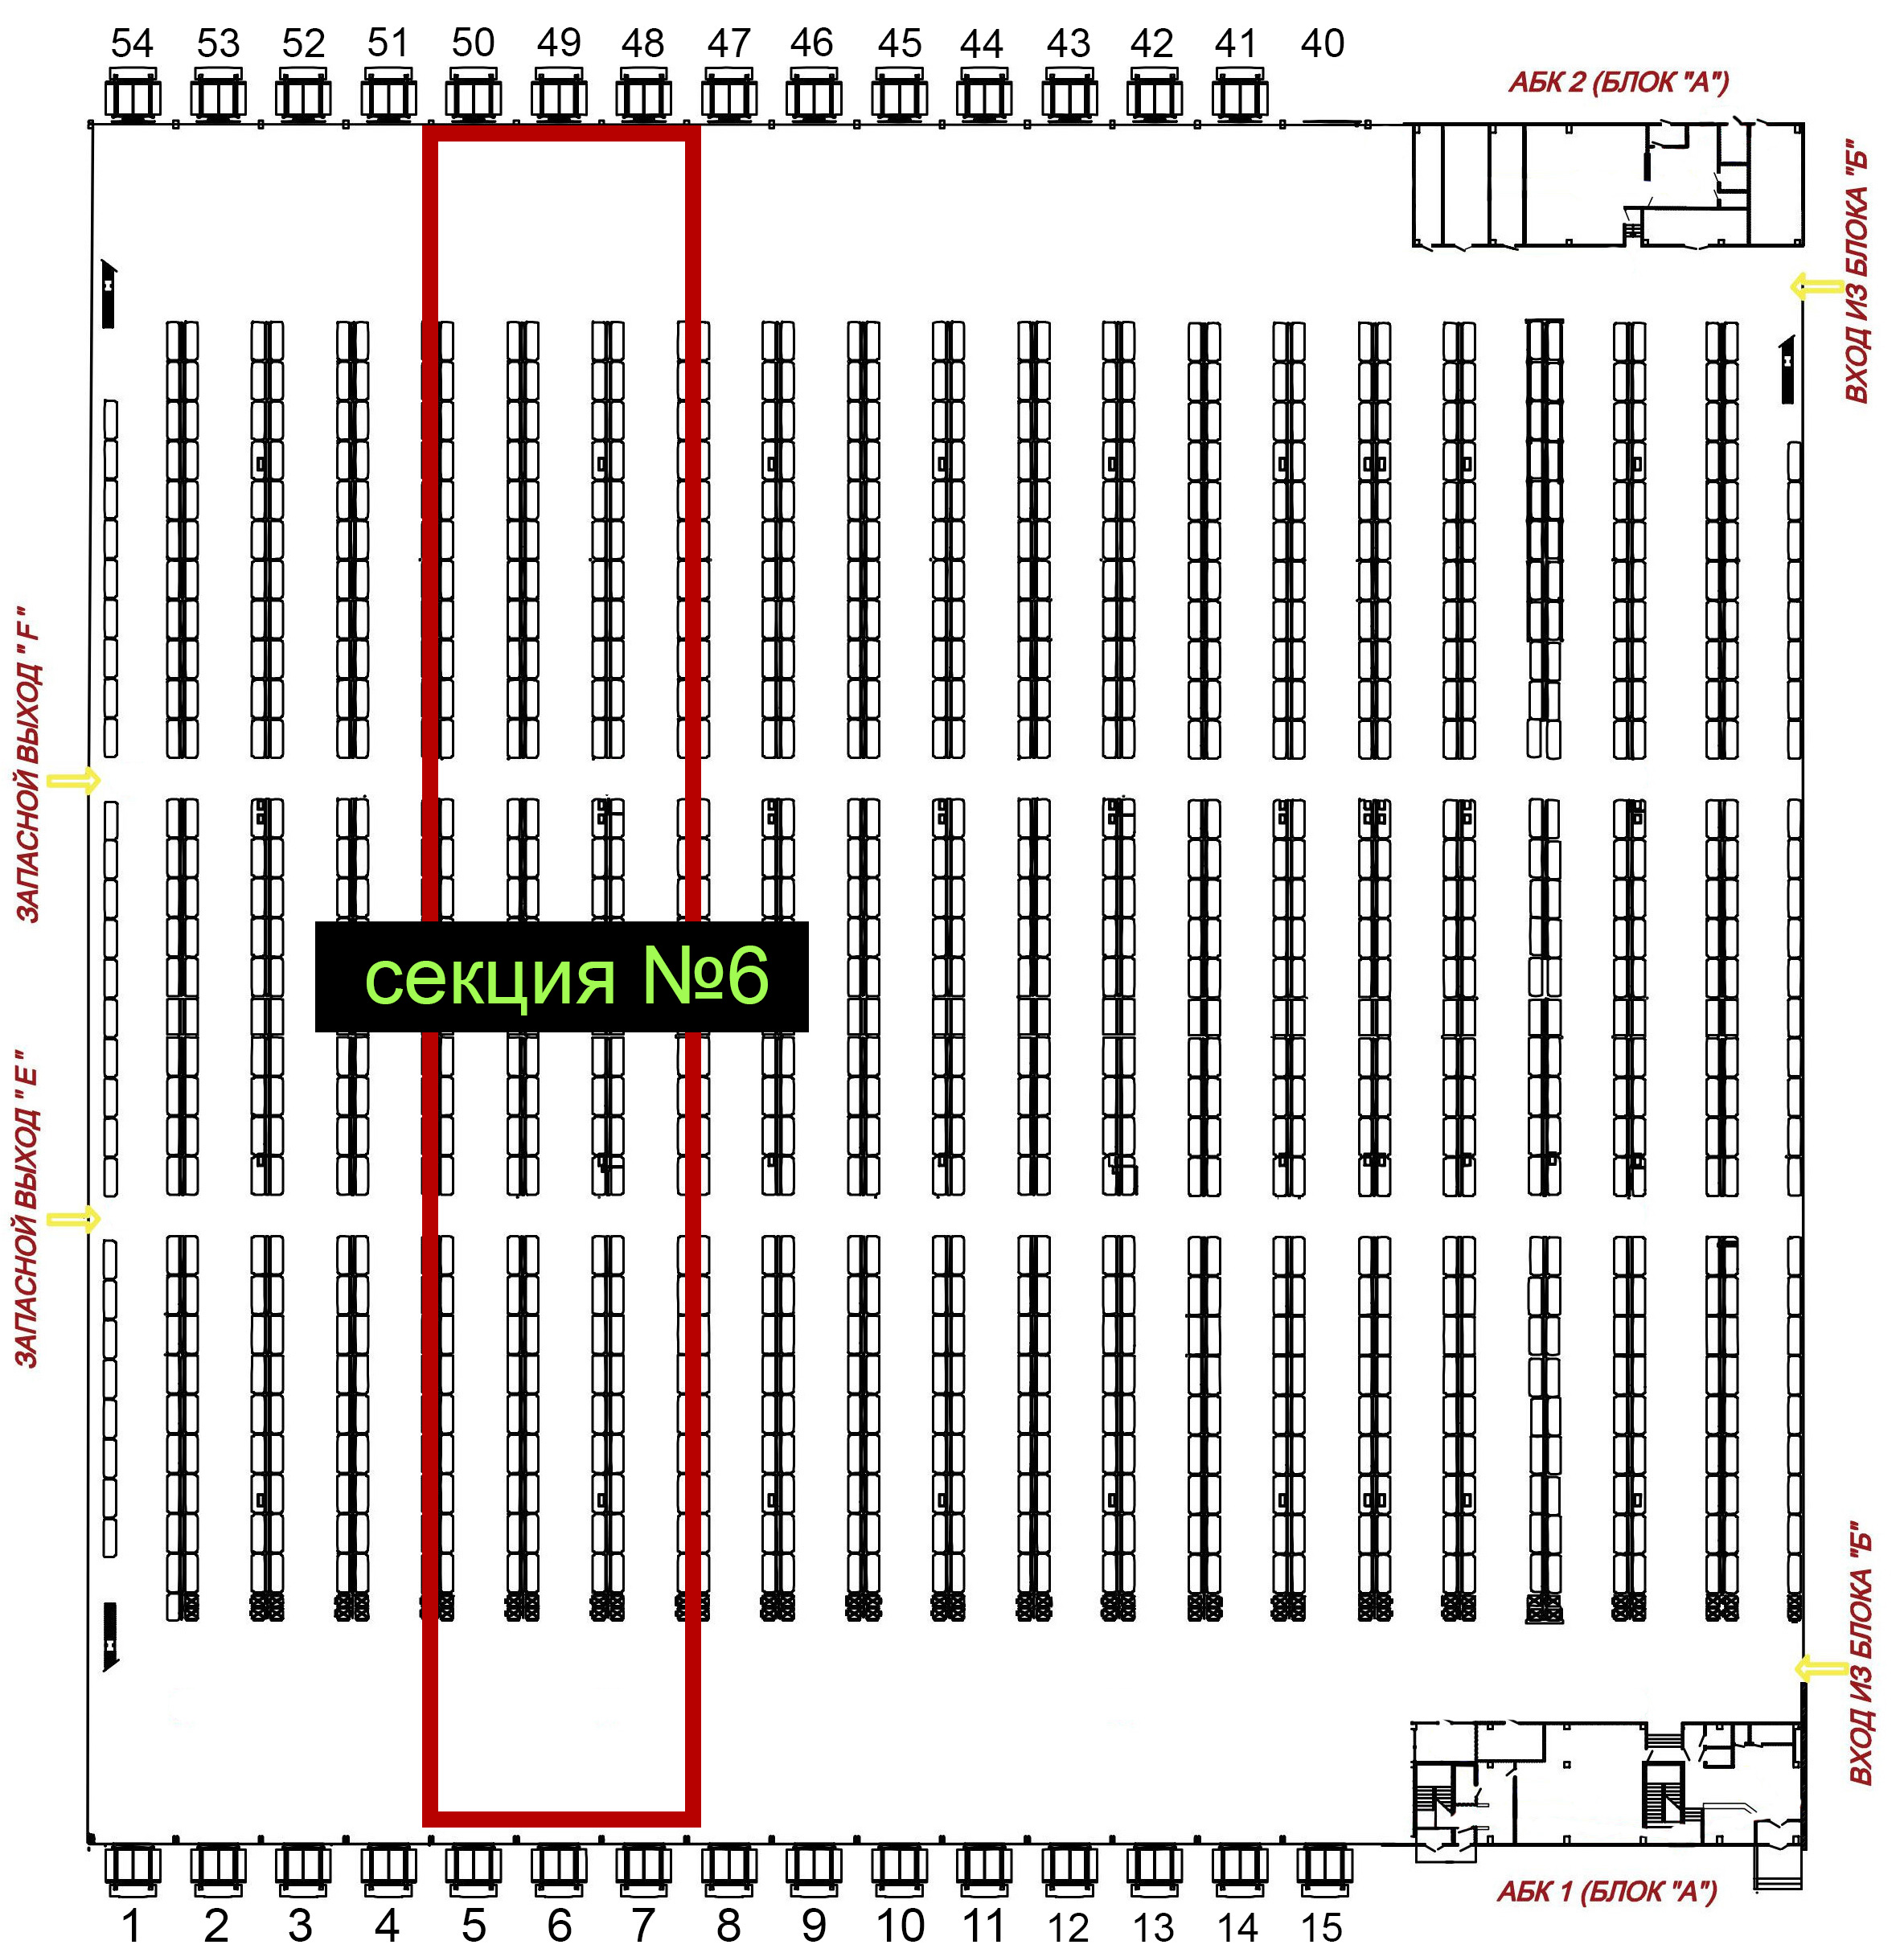 54 53 52 51 50 49 48 47 46 45 44 43 42 41 40
АБК 2 (БЛОК "А")
ВХОД ИЗ БЛОКА "Б"
ЗАПАСНОЙ ВЫХОД " F "
секция №6
ЗАПАСНОЙ ВЫХОД " Е "
ВХОД ИЗ БЛОКА "Б"
АБК 1 (БЛОК "А")
1 2 3 4 5 6 7 8 9 10 11 12 13 14 15